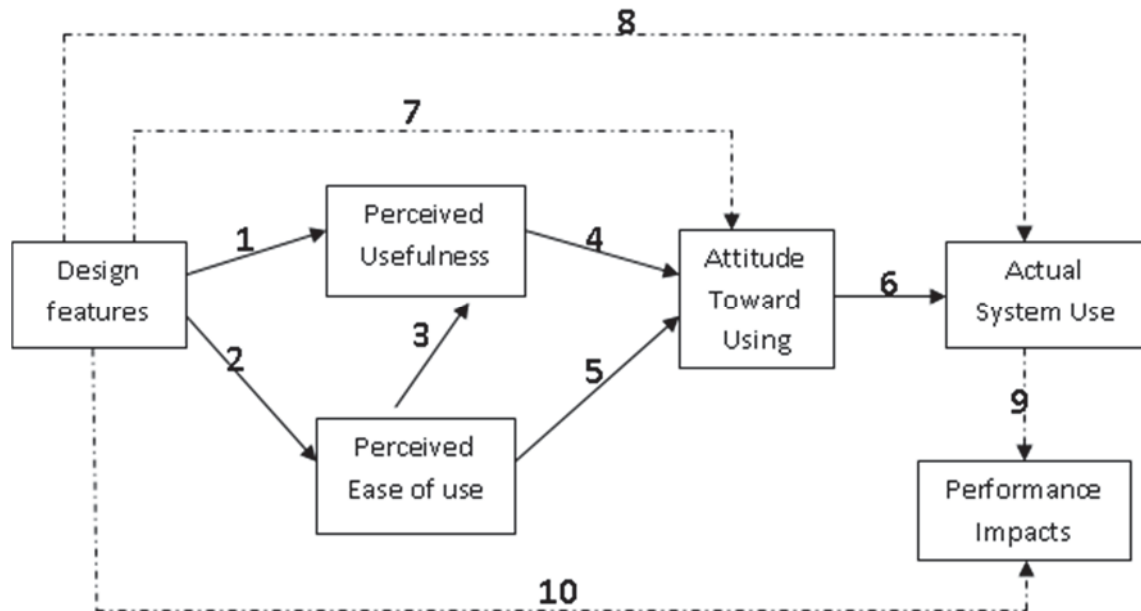 8
7
Perceived
Usefulness
1
4
Design
features
Attitude
Toward
Using
6
Actual
System Use
3
2
5
9
Perceived
Ease of use
Performance
Impacts
10